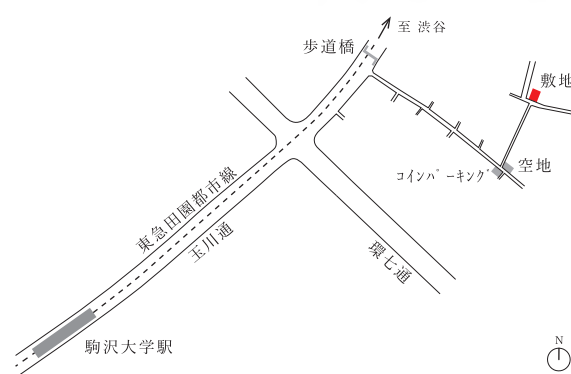 至 渋谷
歩道橋
敷地
空地
コインパーキング
東急田園都市線
玉川通
環七通
駒沢大学駅
N